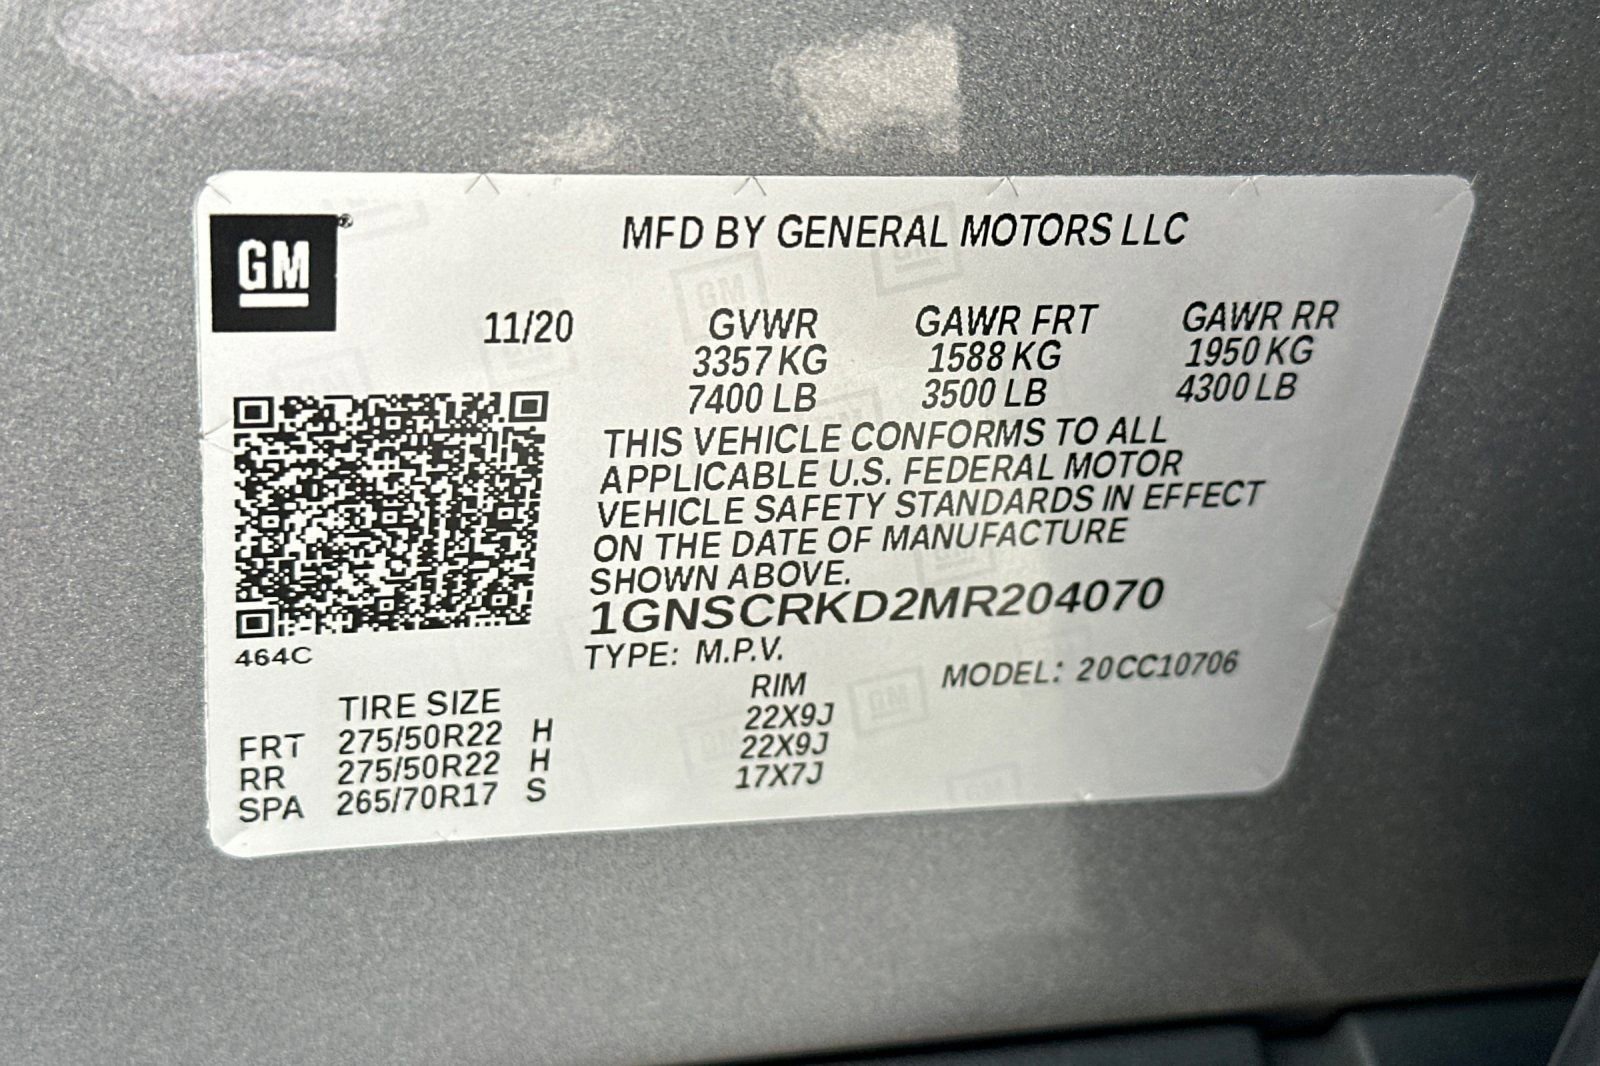 GM®
MFD BY GENERAL MOTORS LLC
11/20 GVWR GAWR FRT GAWR RR
3357 KG 1588 KG 1950 KG
7400 LB 3500 LB 4300 LB
THIS VEHICLE CONFORMS TO ALL
APPLICABLE U.S. FEDERAL MOTOR
VEHICLE SAFETY STANDARDS IN EFFECT
ON THE DATE OF MANUFACTURE
SHOWN ABOVE.
1GNSCRKD2MR204070
464C
TYPE: M.P.V. MODEL: 20CC10706
TIRE SIZE RIM
FRT 275/50R22 H 22X9J
RR 275/50R22 H 22X9J
SPA 265/70R17 S 17X7J